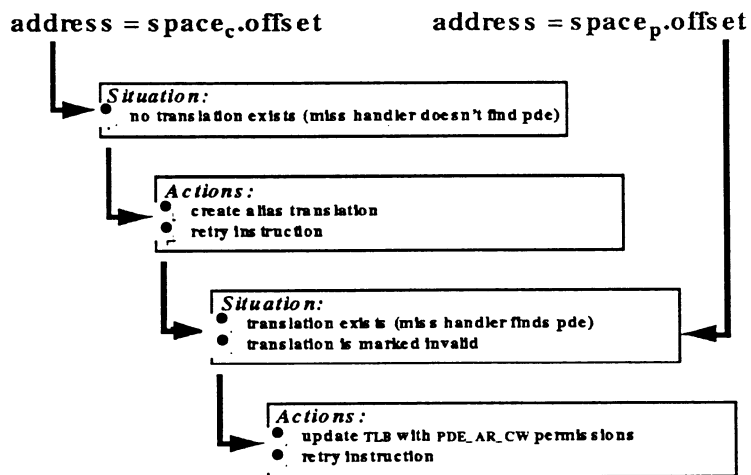 address = space_c.offset
address = space_p.offset
Situation:
• no translation exists (miss handler doesn't find pde)
Actions:
• create alias translation
• retry instruction
Situation:
• translation exists (miss handler finds pde)
• translation is marked invalid
Actions:
• update TLB with PDE_AR_CW permissions
• retry instruction